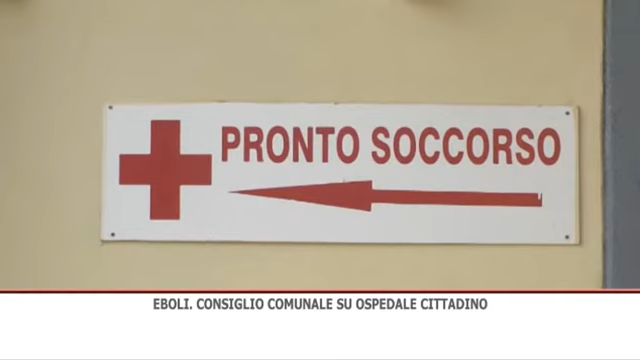 PRONTO SOCCORSO
EBOLI. CONSIGLIO COMUNALE SU OSPEDALE CITTADINO